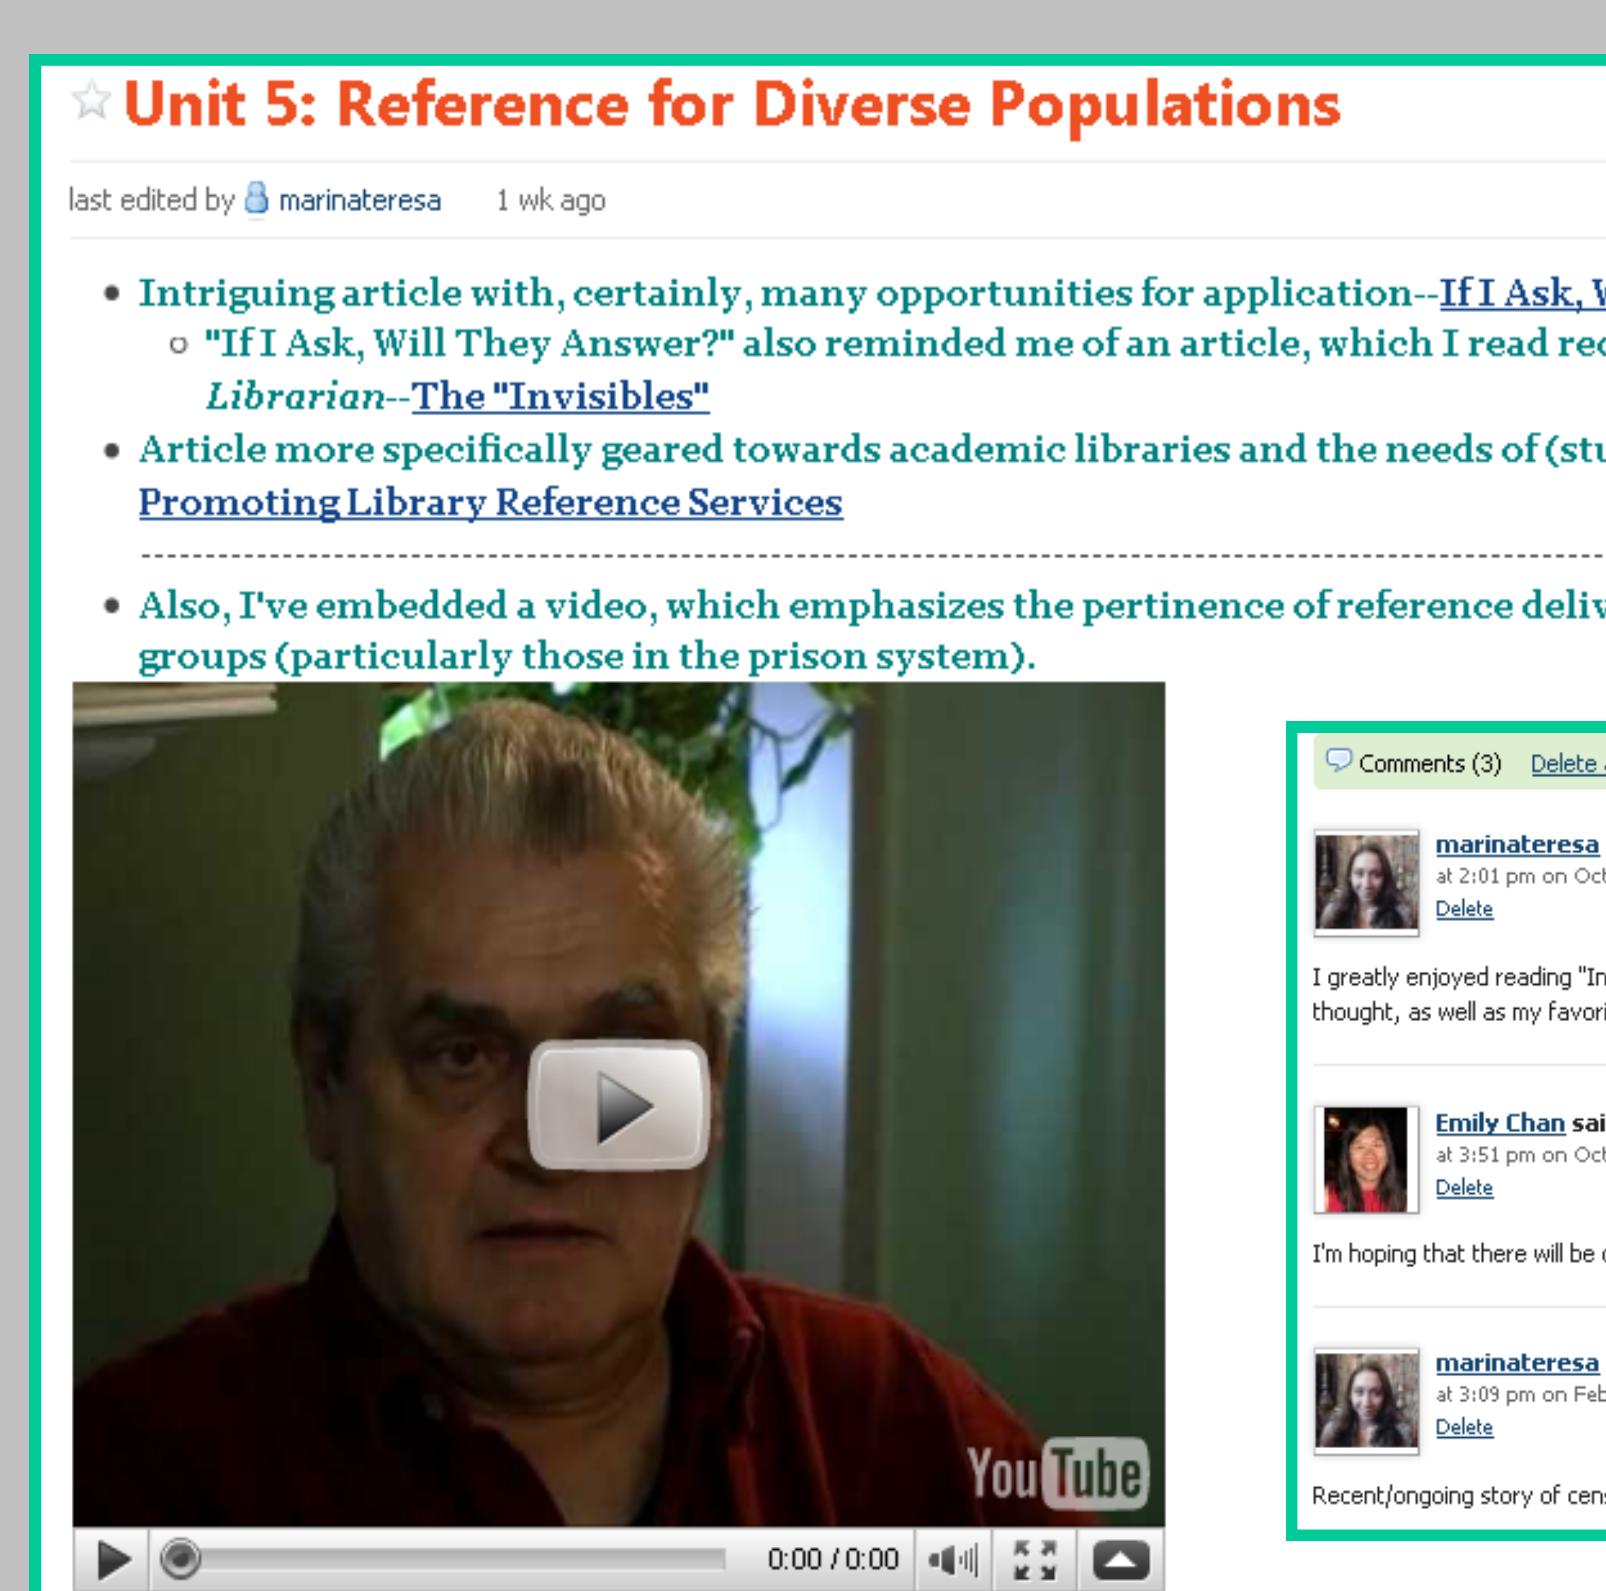 Unit 5: Reference for Diverse Populations
last edited by marinateresa 1 wk ago
Intriguing article with, certainly, many opportunities for application--If I Ask,
"If I Ask, Will They Answer?" also reminded me of an article, which I read
Librarian--The "Invisibles"
Article more specifically geared towards academic libraries and the needs of
Promoting Library Reference Services
--------------------------------------------------------------------------------
Also, I've embedded a video, which emphasizes the pertinence of reference
groups (particularly those in the prison system).
YouTube
0:00 / 0:00
Comments (3) Delete
marinateresa
at 2:01 pm on Oct
Delete
I greatly enjoyed reading
thought, as well as my
Emily Chan
at 3:51 pm on Oct
Delete
I'm hoping that there will be
marinateresa
at 3:09 pm on Feb
Delete
Recent/ongoing story of